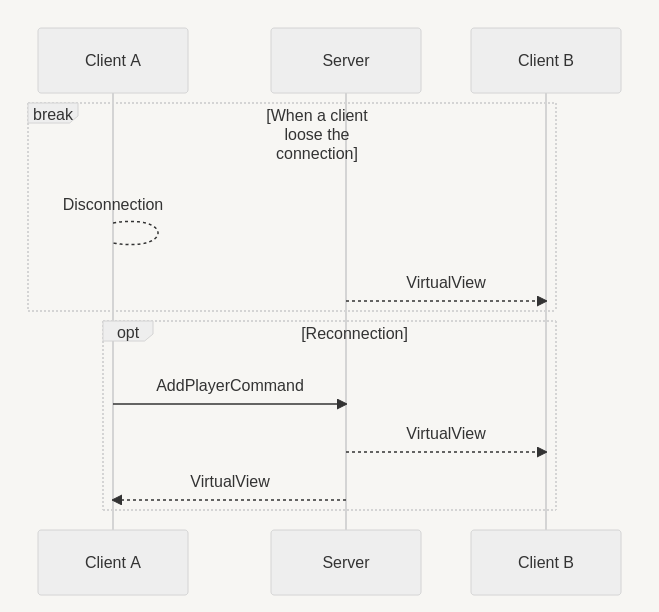 Client A
Server
Client B
break
[When a client
loose the
connection]
Disconnection
VirtualView
opt
[Reconnection]
AddPlayerCommand
VirtualView
VirtualView
Client A
Server
Client B